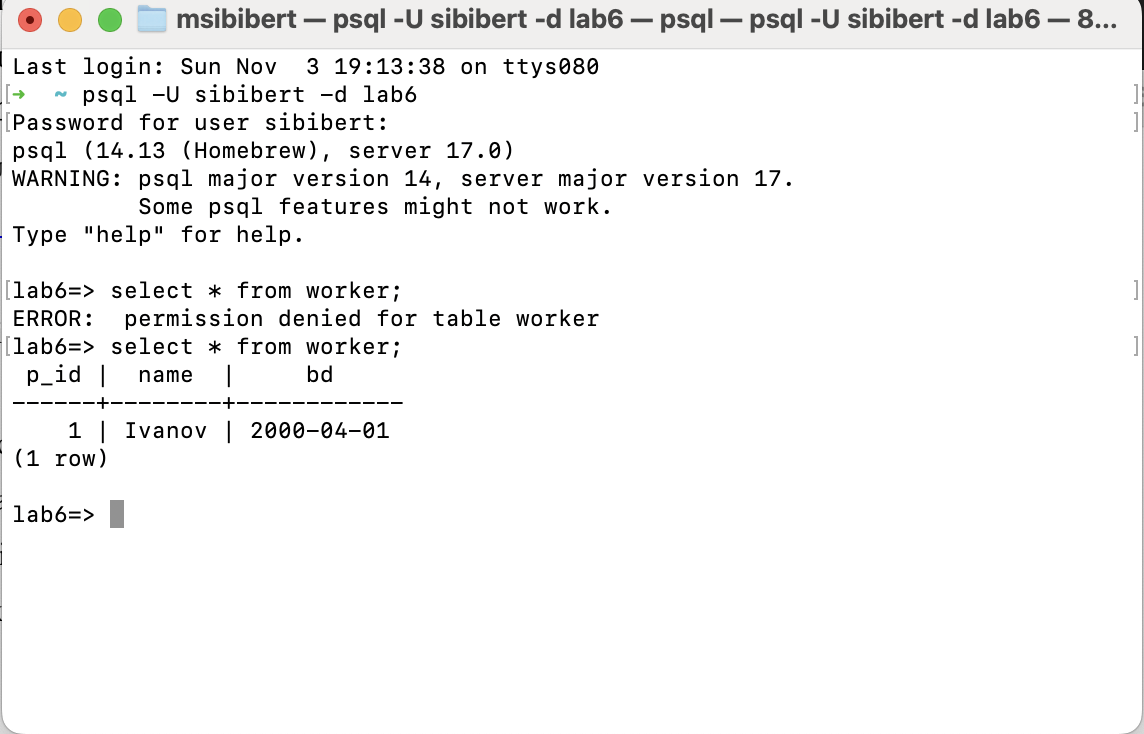 msibibert — psql -U sibibert -d lab6 — psql — psql -U sibibert -d lab6 — 8...
Last login: Sun Nov  3 19:13:38 on ttys080
[➜  ~ psql -U sibibert -d lab6 ]
[Password for user sibibert: ]
psql (14.13 (Homebrew), server 17.0)
WARNING: psql major version 14, server major version 17.
         Some psql features might not work.
Type "help" for help.
[lab6=> select * from worker; ]
ERROR:  permission denied for table worker
[lab6=> select * from worker; ]
 p_id |  name  |     bd
------+--------+------------
    1 | Ivanov | 2000-04-01
(1 row)
lab6=>